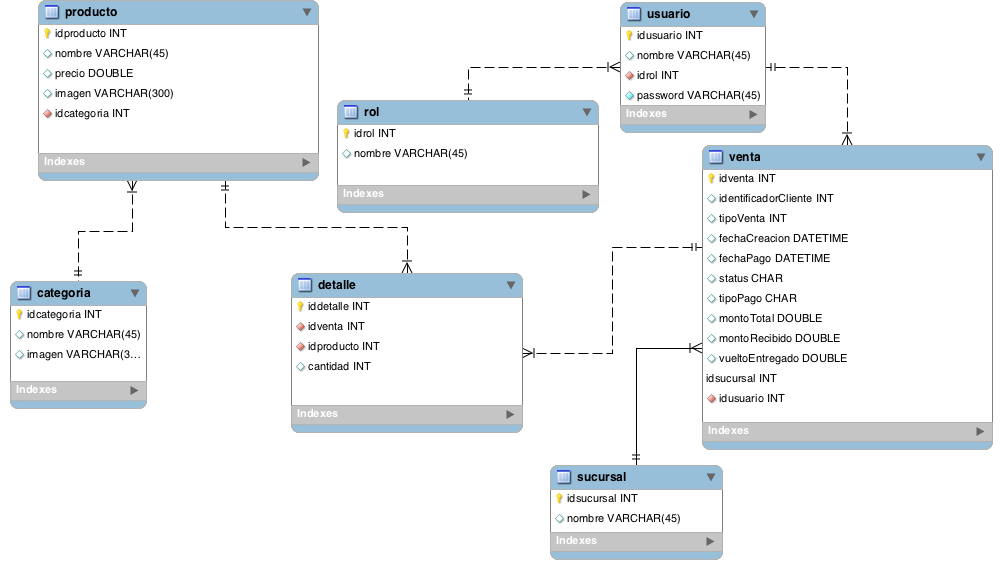 producto
idproducto INT
nombre VARCHAR(45)
precio DOUBLE
imagen VARCHAR(300)
idcategoria INT
Indexes
usuario
idusuario INT
nombre VARCHAR(45)
idrol INT
password VARCHAR(45)
Indexes
rol
idrol INT
nombre VARCHAR(45)
Indexes
venta
idventa INT
identificadorCliente INT
tipoVenta INT
fechaCreacion DATETIME
fechaPago DATETIME
status CHAR
tipoPago CHAR
montoTotal DOUBLE
montoRecibido DOUBLE
vueltoEntregado DOUBLE
idsucursal INT
idusuario INT
Indexes
categoria
idcategoria INT
nombre VARCHAR(45)
imagen VARCHAR(3...
Indexes
detalle
iddetalle INT
idventa INT
idproducto INT
cantidad INT
Indexes
sucursal
idsucursal INT
nombre VARCHAR(45)
Indexes